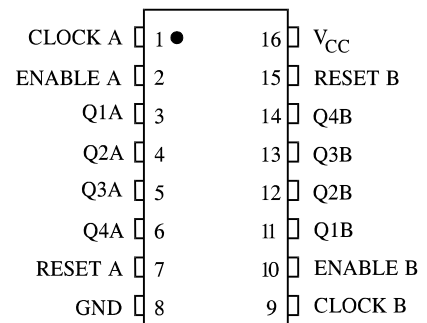 CLOCK A 1 16 VCC
ENABLE A 2 15 RESET B
Q1A 3 14 Q4B
Q2A 4 13 Q3B
Q3A 5 12 Q2B
Q4A 6 11 Q1B
RESET A 7 10 ENABLE B
GND 8 9 CLOCK B